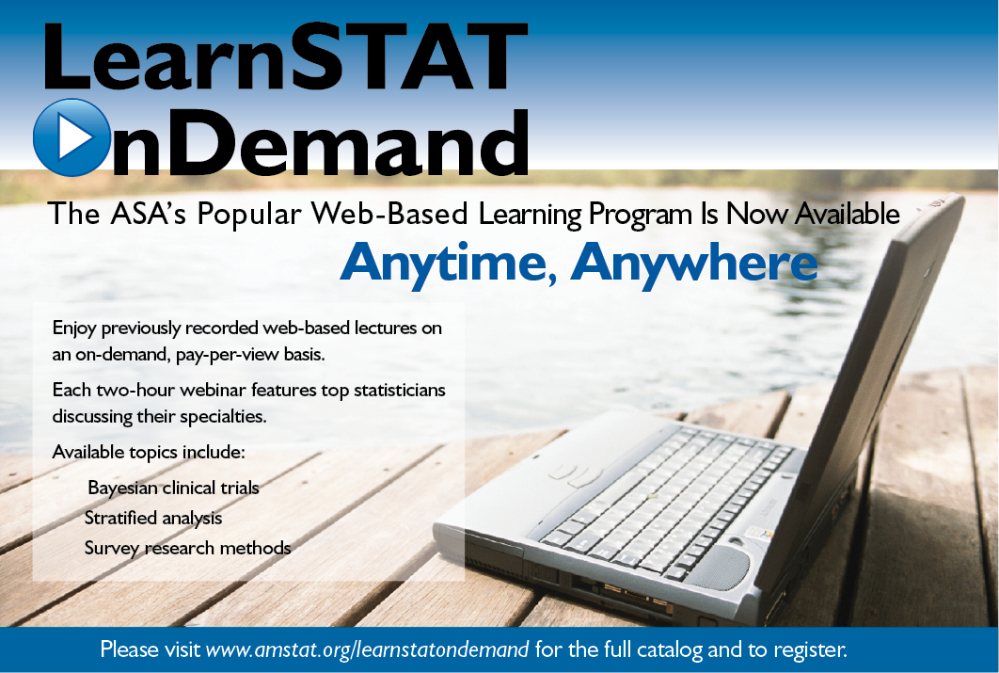 LearnSTAT
OnDemand
The ASA's Popular Web-Based Learning Program Is Now Available
Anytime, Anywhere
Enjoy previously recorded web-based lectures on
an on-demand, pay-per-view basis.
Each two-hour webinar features top statisticians
discussing their specialties.
Available topics include:
Bayesian clinical trials
Stratified analysis
Survey research methods
Please visit www.amstat.org/learnstatondemand for the full catalog and to register.